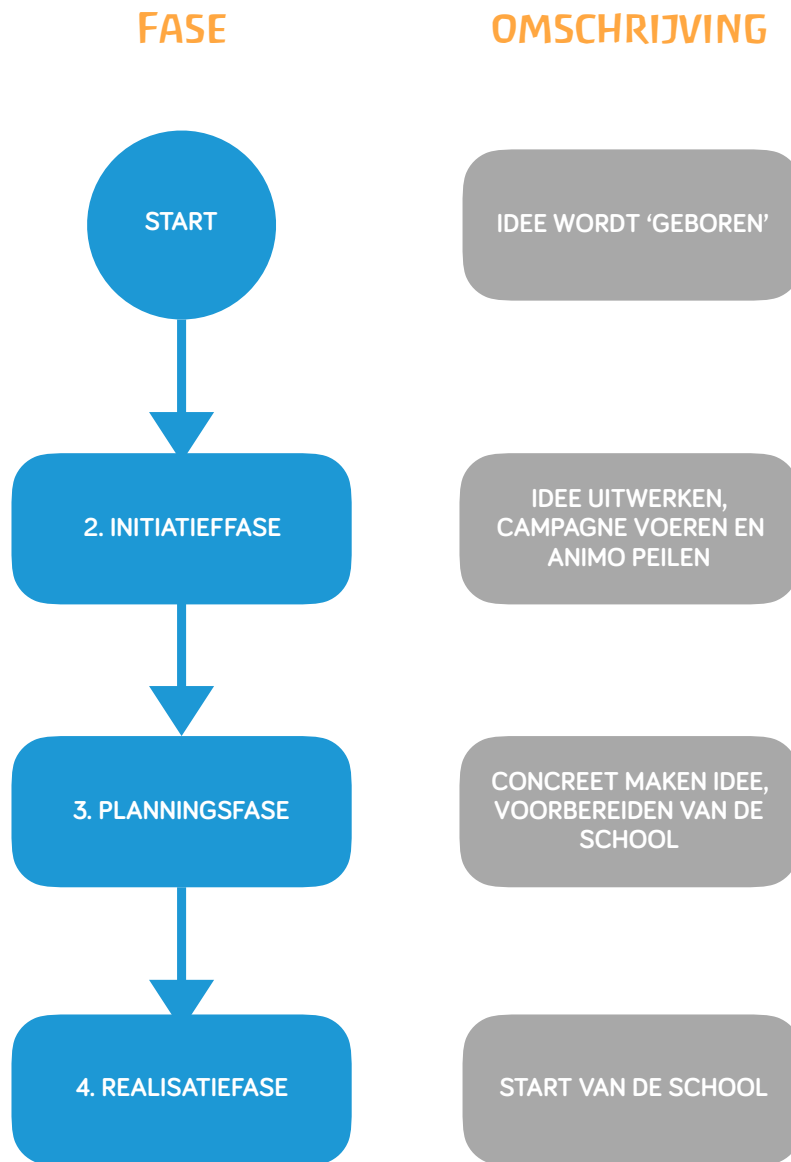 FASE
OMSCHRIJVING
START
IDEE WORDT ‘GEBOREN’
2. INITIATIEFFASE
IDEE UITWERKEN,
CAMPAGNE VOEREN EN
ANIMO PEILEN
3. PLANNINGSFASE
CONCREET MAKEN IDEE,
VOORBEREIDEN VAN DE
SCHOOL
4. REALISATIEFASE
START VAN DE SCHOOL